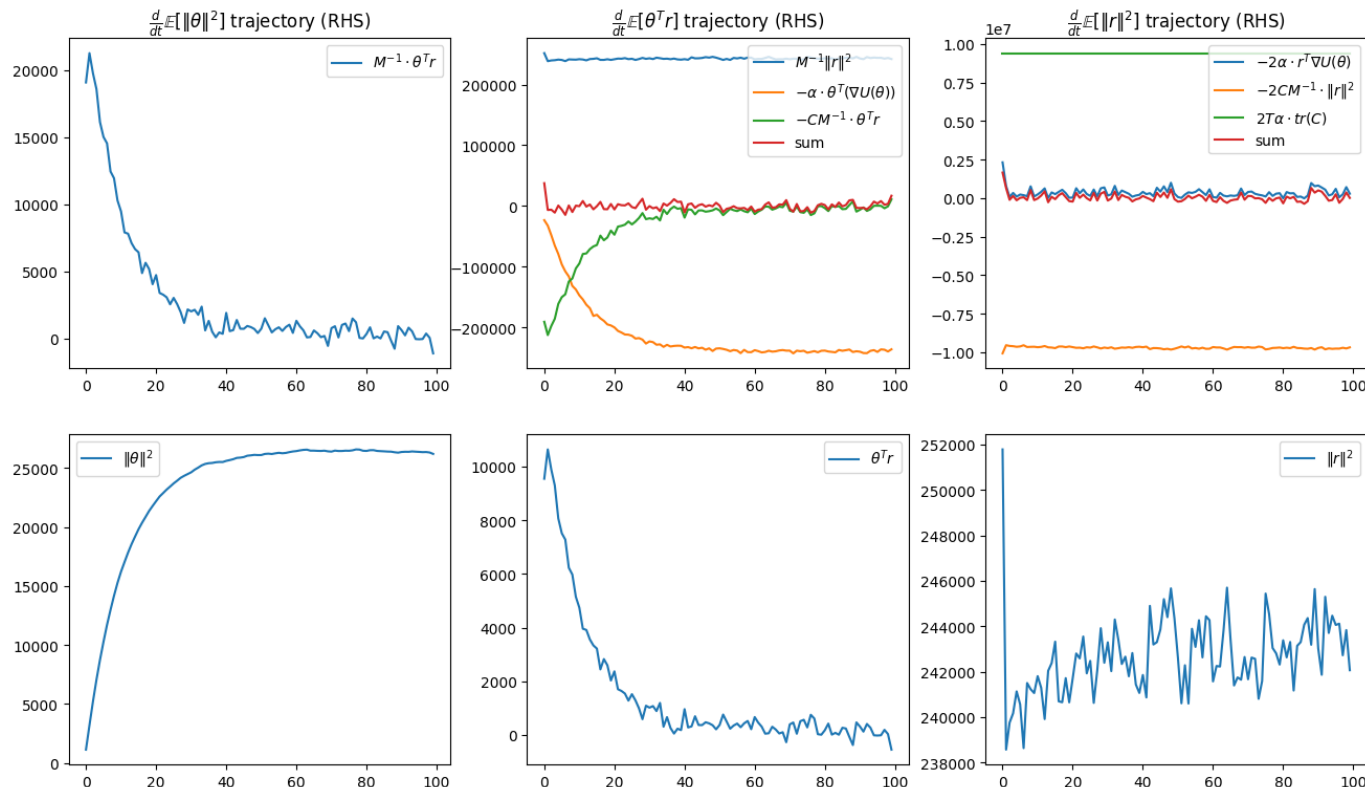 d/dt 𝔼[‖θ‖²] trajectory (RHS)
M⁻¹ · θᵀr
20000
15000
10000
5000
0
0 20 40 60 80 100
d/dt 𝔼[θᵀr] trajectory (RHS)
M⁻¹‖r‖²
−α · θᵀ(∇U(θ))
−CM⁻¹ · θᵀr
sum
200000
100000
0
−100000
−200000
0 20 40 60 80 100
d/dt 𝔼[‖r‖²] trajectory (RHS)
1e7
−2α · rᵀ∇U(θ)
−2CM⁻¹ · ‖r‖²
2Tα · tr(C)
sum
1.00
0.75
0.50
0.25
0.00
−0.25
−0.50
−0.75
−1.00
0 20 40 60 80 100
‖θ‖²
25000
20000
15000
10000
5000
0
0 20 40 60 80 100
θᵀr
10000
8000
6000
4000
2000
0
0 20 40 60 80 100
‖r‖²
252000
250000
248000
246000
244000
242000
240000
238000
0 20 40 60 80 100